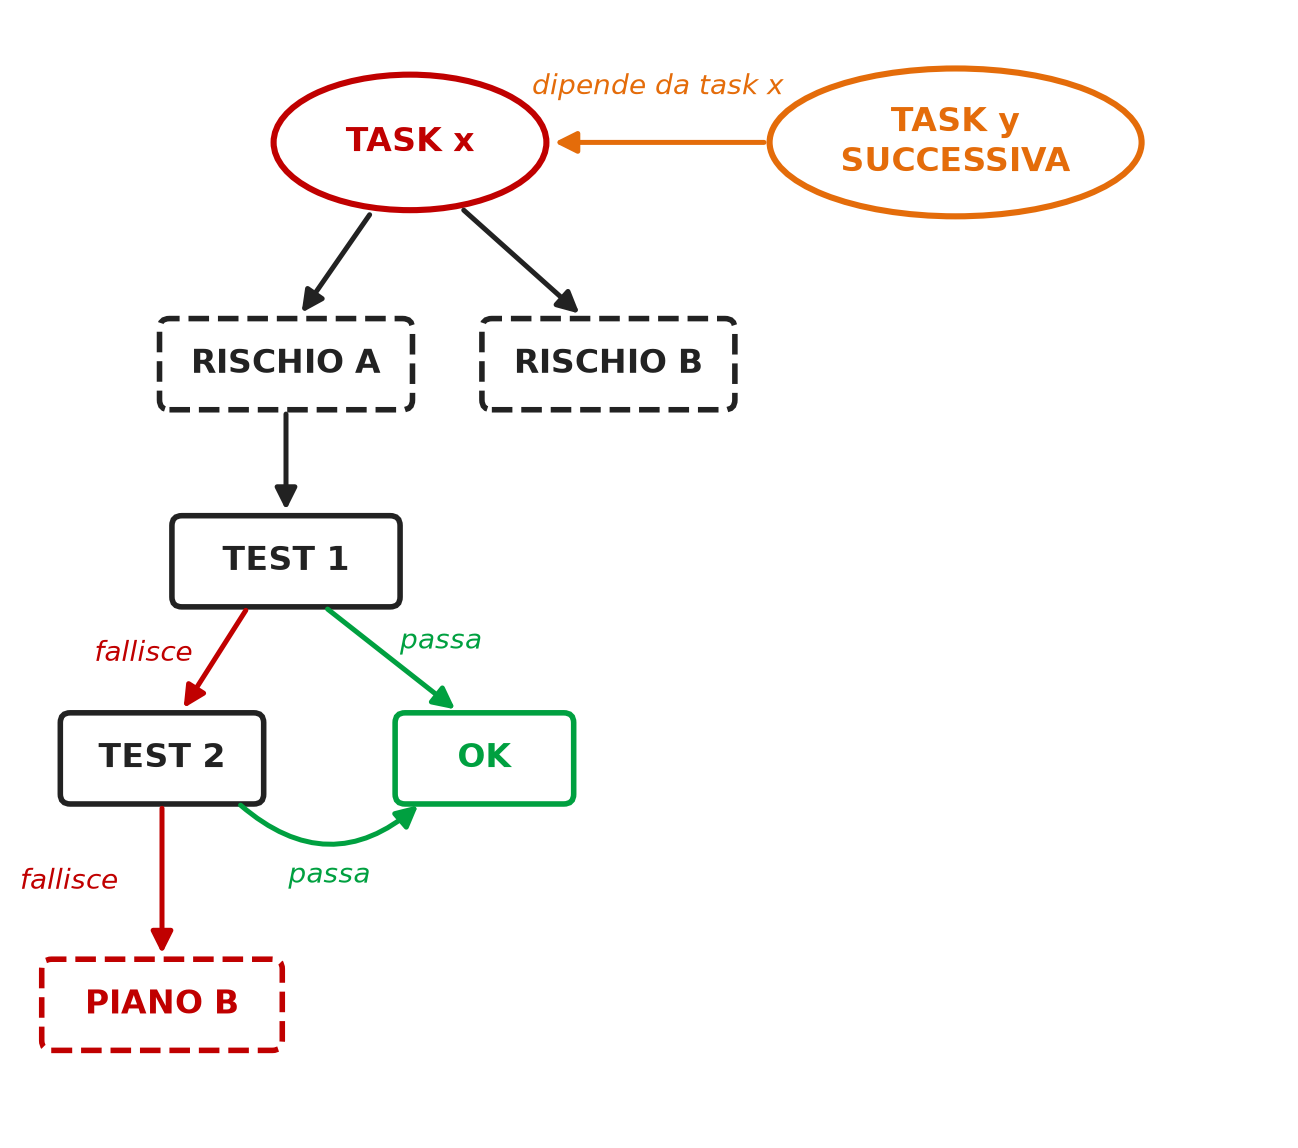 dipende da task x
TASK x
TASK y
SUCCESSIVA
RISCHIO A
RISCHIO B
TEST 1
fallisce
passa
TEST 2
OK
fallisce
passa
PIANO B